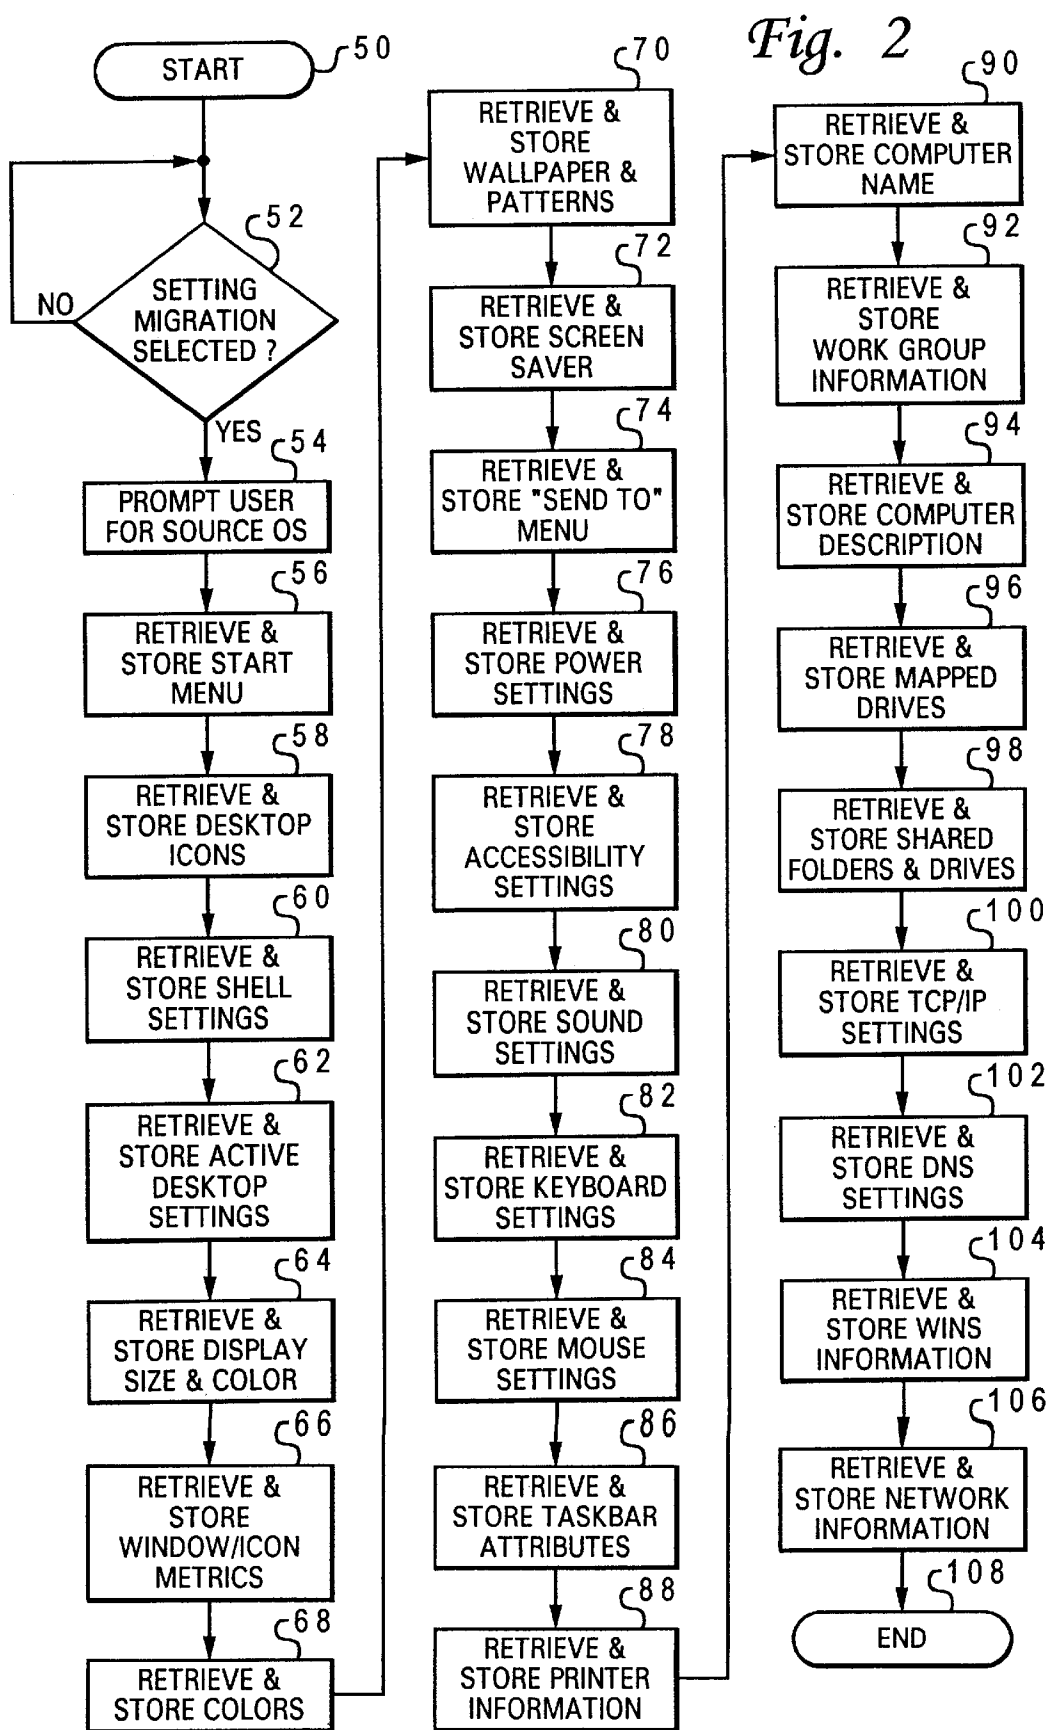 Fig. 2
START
50
52
SETTING
MIGRATION
SELECTED ?
NO
YES
54
PROMPT USER
FOR SOURCE OS
56
RETRIEVE &
STORE START
MENU
58
RETRIEVE &
STORE DESKTOP
ICONS
60
RETRIEVE &
STORE SHELL
SETTINGS
62
RETRIEVE &
STORE ACTIVE
DESKTOP
SETTINGS
64
RETRIEVE &
STORE DISPLAY
SIZE & COLOR
66
RETRIEVE &
STORE
WINDOW/ICON
METRICS
68
RETRIEVE &
STORE COLORS
70
RETRIEVE &
STORE
WALLPAPER &
PATTERNS
72
RETRIEVE &
STORE SCREEN
SAVER
74
RETRIEVE &
STORE "SEND TO"
MENU
76
RETRIEVE &
STORE POWER
SETTINGS
78
RETRIEVE &
STORE
ACCESSIBILITY
SETTINGS
80
RETRIEVE &
STORE SOUND
SETTINGS
82
RETRIEVE &
STORE KEYBOARD
SETTINGS
84
RETRIEVE &
STORE MOUSE
SETTINGS
86
RETRIEVE &
STORE TASKBAR
ATTRIBUTES
88
RETRIEVE &
STORE PRINTER
INFORMATION
90
RETRIEVE &
STORE COMPUTER
NAME
92
RETRIEVE &
STORE
WORK GROUP
INFORMATION
94
RETRIEVE &
STORE COMPUTER
DESCRIPTION
96
RETRIEVE &
STORE MAPPED
DRIVES
98
RETRIEVE &
STORE SHARED
FOLDERS & DRIVES
100
RETRIEVE &
STORE TCP/IP
SETTINGS
102
RETRIEVE &
STORE DNS
SETTINGS
104
RETRIEVE &
STORE WINS
INFORMATION
106
RETRIEVE &
STORE NETWORK
INFORMATION
108
END